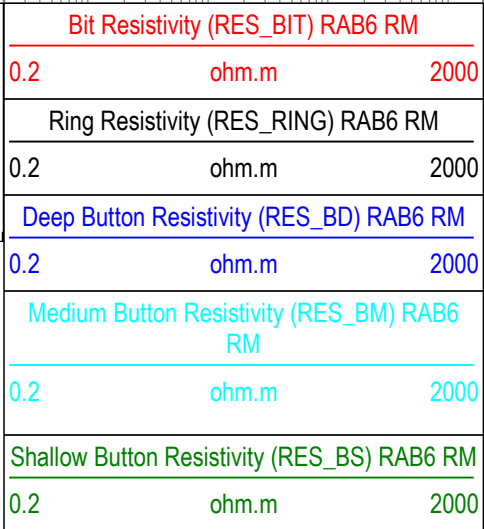 Bit Resistivity (RES_BIT) RAB6 RM
0.2 ohm.m 2000
Ring Resistivity (RES_RING) RAB6 RM
0.2 ohm.m 2000
Deep Button Resistivity (RES_BD) RAB6 RM
0.2 ohm.m 2000
Medium Button Resistivity (RES_BM) RAB6
RM
0.2 ohm.m 2000
Shallow Button Resistivity (RES_BS) RAB6 RM
0.2 ohm.m 2000